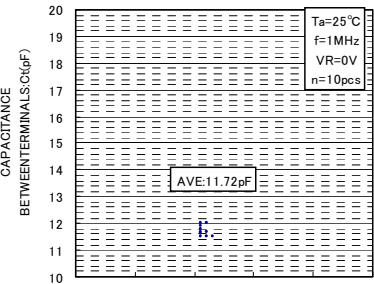 CAPACITANCE
BETWEENTERMINALS:Ct(pF)
20
19
18
17
16
15
14
13
12
11
10
Ta=25℃
f=1MHz
VR=0V
n=10pcs
AVE:11.72pF